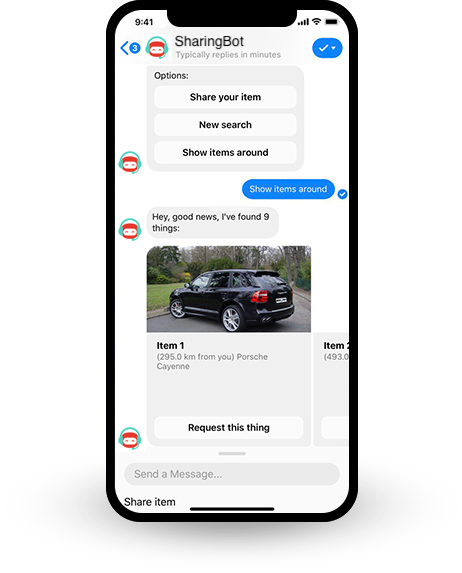 9:41
3
SharingBot
Typically replies in minutes
Options:
Share your item
New search
Show items around
Show items around
Hey, good news, I've found 9
things:
Item 1
(295.0 km from you) Porsche
Cayenne
Request this thing
Item 2
(493.0
Send a Message...
Share item